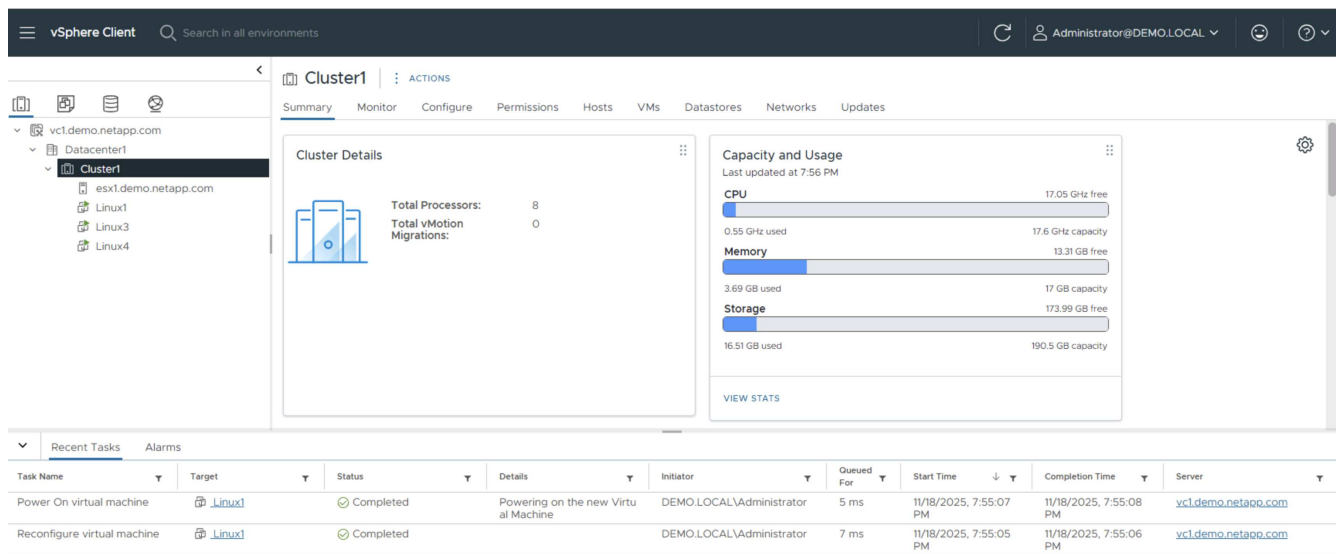 vSphere Client
Search in all environments
Administrator@DEMO.LOCAL
Cluster1
ACTIONS
Summary Monitor Configure Permissions Hosts VMs Datastores Networks Updates
vc1.demo.netapp.com
Datacenter1
Cluster1
esx1.demo.netapp.com
Linux1
Linux3
Linux4
Cluster Details
Total Processors: 8
Total vMotion Migrations: 0
Capacity and Usage
Last updated at 7:56 PM
CPU 17.05 GHz free
0.55 GHz used 17.6 GHz capacity
Memory 13.31 GB free
3.69 GB used 17 GB capacity
Storage 173.99 GB free
16.51 GB used 190.5 GB capacity
VIEW STATS
Recent Tasks Alarms
Task Name Target Status Details Initiator Queued For Start Time Completion Time Server
Power On virtual machine Linux1 Completed Powering on the new Virtu DEMO.LOCAL\Administrator 5 ms 11/18/2025, 7:55:07 11/18/2025, 7:55:08 vc1.demo.netapp.com
al Machine PM PM
Reconfigure virtual machine Linux1 Completed DEMO.LOCAL\Administrator 7 ms 11/18/2025, 7:55:05 11/18/2025, 7:55:06 vc1.demo.netapp.com
PM PM